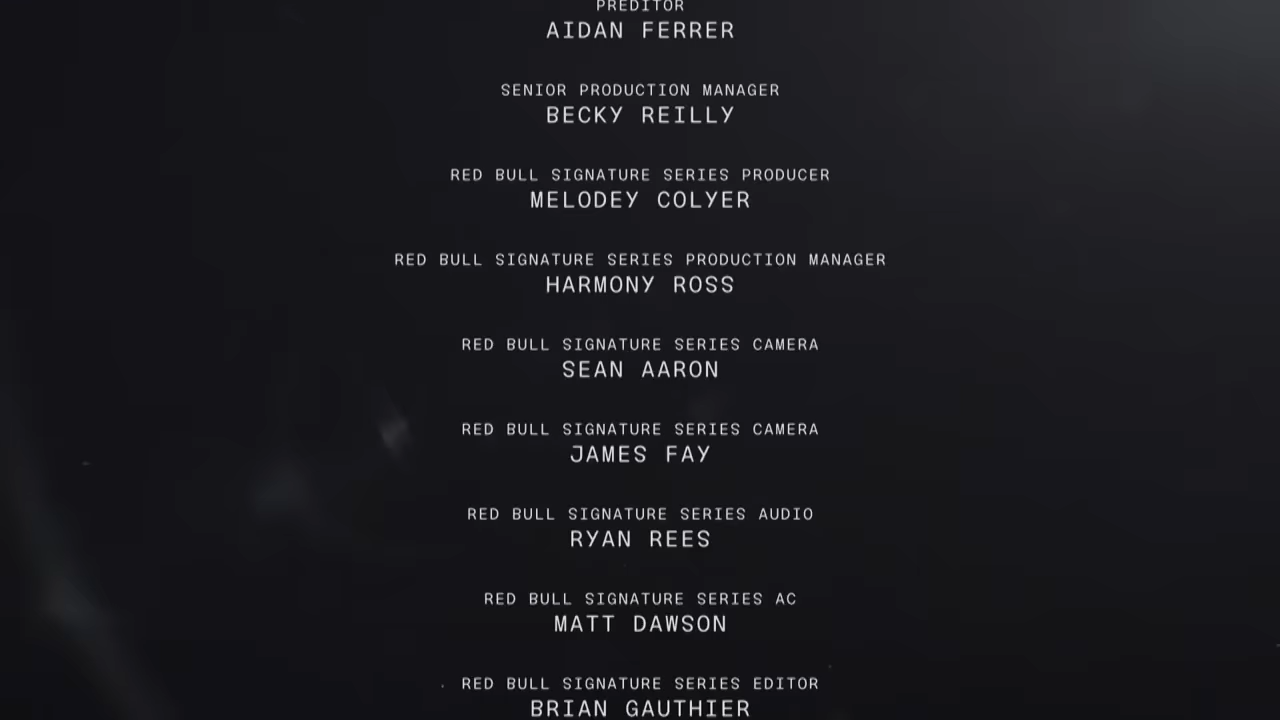 PREDITOR
AIDAN FERRER
SENIOR PRODUCTION MANAGER
BECKY REILLY
RED BULL SIGNATURE SERIES PRODUCER
MELODEY COLYER
RED BULL SIGNATURE SERIES PRODUCTION MANAGER
HARMONY ROSS
RED BULL SIGNATURE SERIES CAMERA
SEAN AARON
RED BULL SIGNATURE SERIES CAMERA
JAMES FAY
RED BULL SIGNATURE SERIES AUDIO
RYAN REES
RED BULL SIGNATURE SERIES AC
MATT DAWSON
RED BULL SIGNATURE SERIES EDITOR
BRIAN GAUTHIER